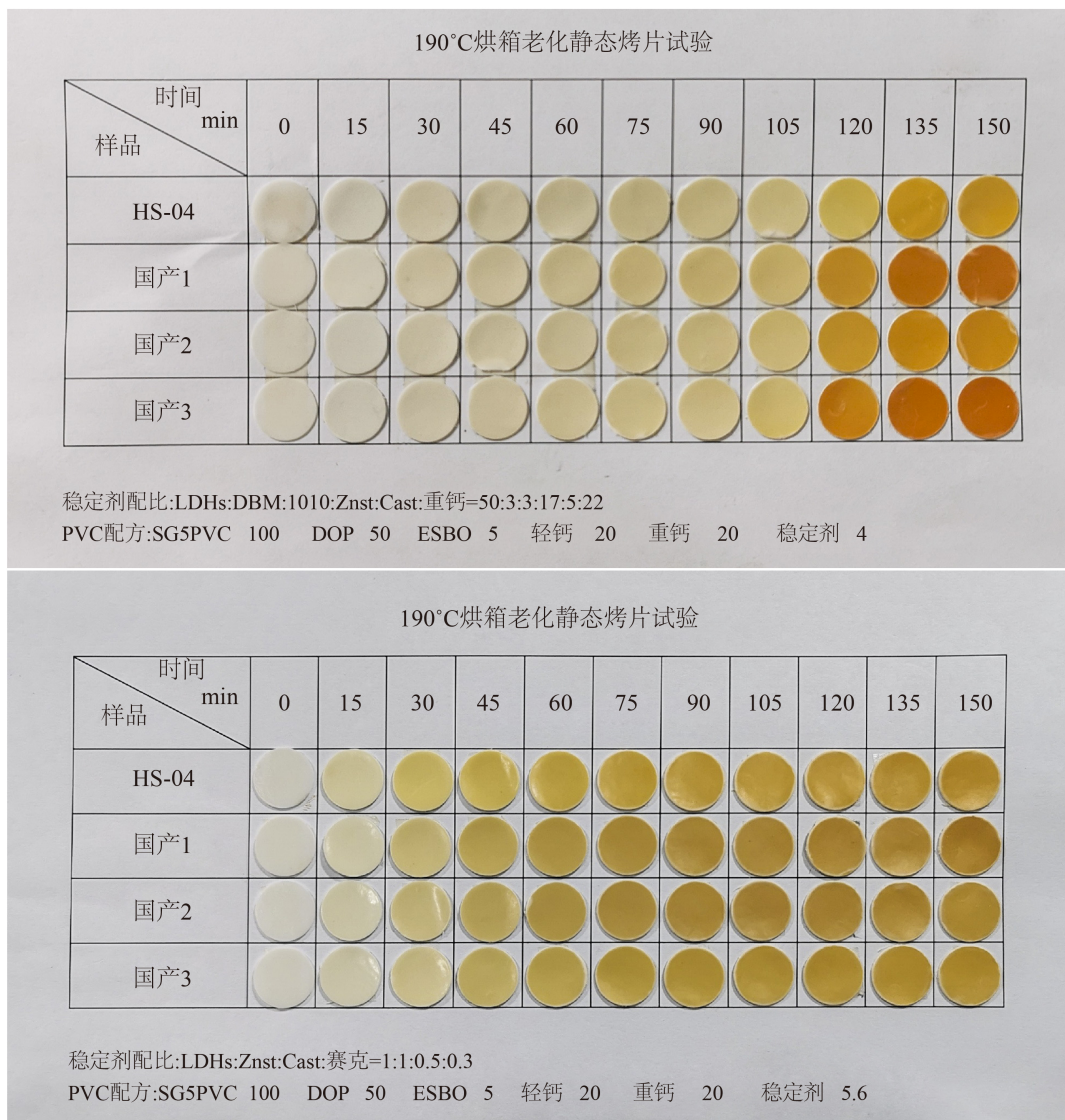 190°C烘箱老化静态烤片试验
时间
min
样品
0 15 30 45 60 75 90 105 120 135 150
HS-04
国产1
国产2
国产3
稳定剂配比:LDHs:DBM:1010:Znst:Cast:重钙=50:3:3:17:5:22
PVC配方:SG5PVC 100 DOP 50 ESBO 5 轻钙 20 重钙 20 稳定剂 4
190°C烘箱老化静态烤片试验
时间
min
样品
0 15 30 45 60 75 90 105 120 135 150
HS-04
国产1
国产2
国产3
稳定剂配比:LDHs:Znst:Cast:赛克=1:1:0.5:0.3
PVC配方:SG5PVC 100 DOP 50 ESBO 5 轻钙 20 重钙 20 稳定剂 5.6